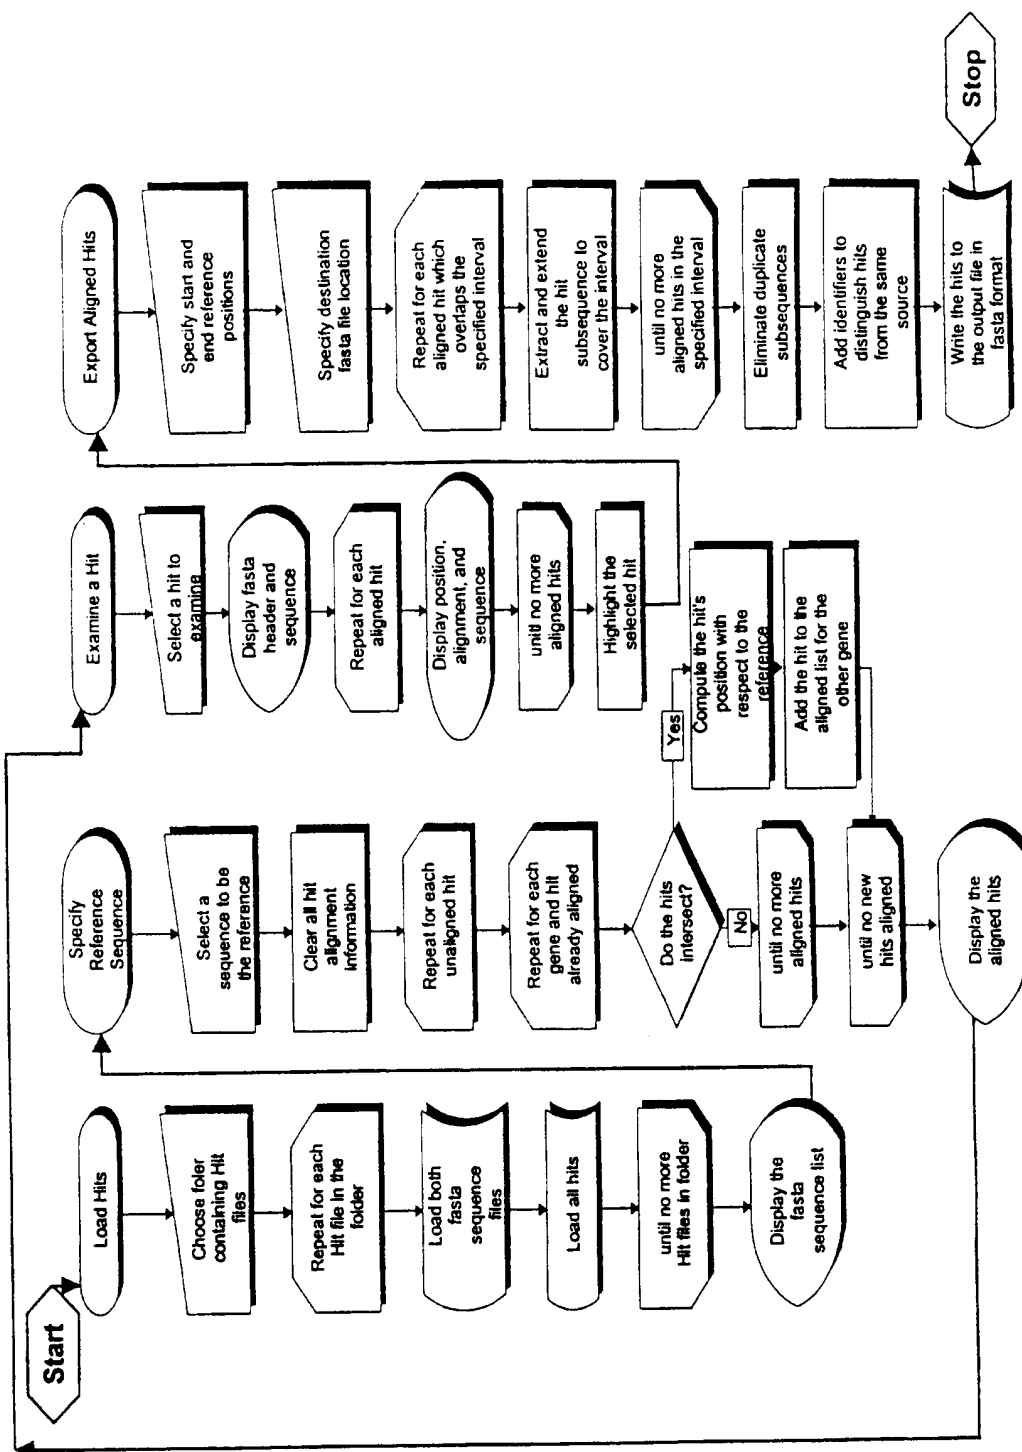 Start
Load Hits
Choose foler
containing Hit
files
Repeat for each
Hit file in the
folder
Load both
fasta
sequence
files
Load all hits
until no more
Hit files in folder
Display the
fasta
sequence list
Specify
Reference
Sequence
Select a
sequence to be
the reference
Clear all hit
alignment
information
Repeat for each
unaligned hit
Repeat for each
gene and hit
already aligned
Do the hits
intersect?
Yes
No
Compute the hit's
position with
respect to the
reference
Add the hit to the
aligned list for the
other gene
until no more
aligned hits
until no new
hits aligned
Display the
aligned hits
Examine a Hit
Select a hit to
examine
Display fasta
header and
sequence
Repeat for each
aligned hit
Display position,
alignment, and
sequence
until no more
aligned hits
Highlight the
selected hit
Export Aligned Hits
Specify start and
end reference
positions
Specify destination
fasta file location
Repeat for each
aligned hit which
overlaps the
specified interval
Extract and extend
the hit
subsequence to
cover the interval
until no more
aligned hits in the
specified interval
Eliminate duplicate
subsequences
Add identifiers to
distinguish hits
from the same
source
Write the hits to
the output file in
fasta format
Stop